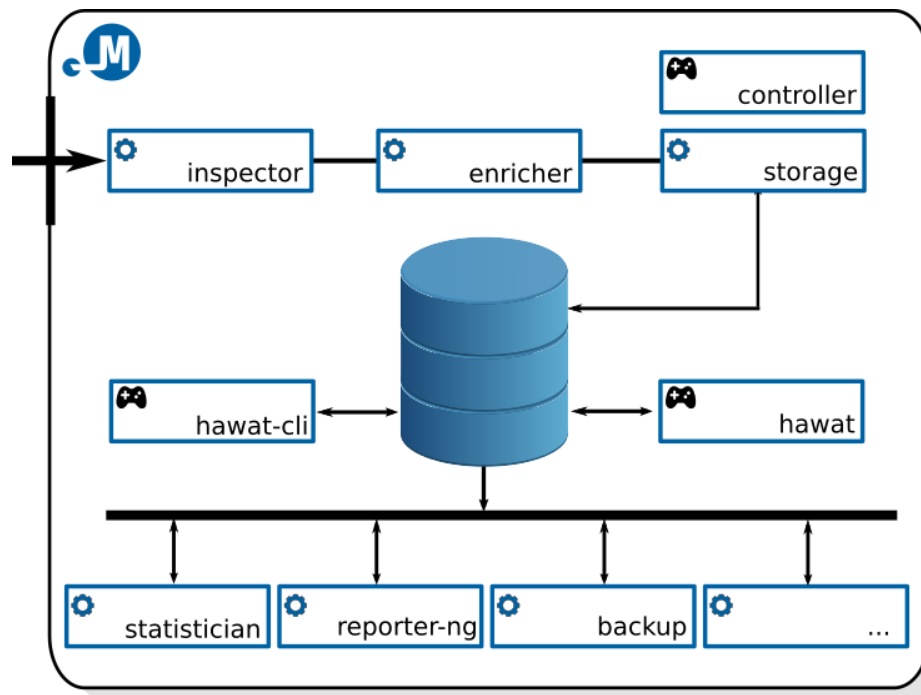 M
controller
inspector
enricher
storage
hawat-cli
hawat
statistician
reporter-ng
backup
...